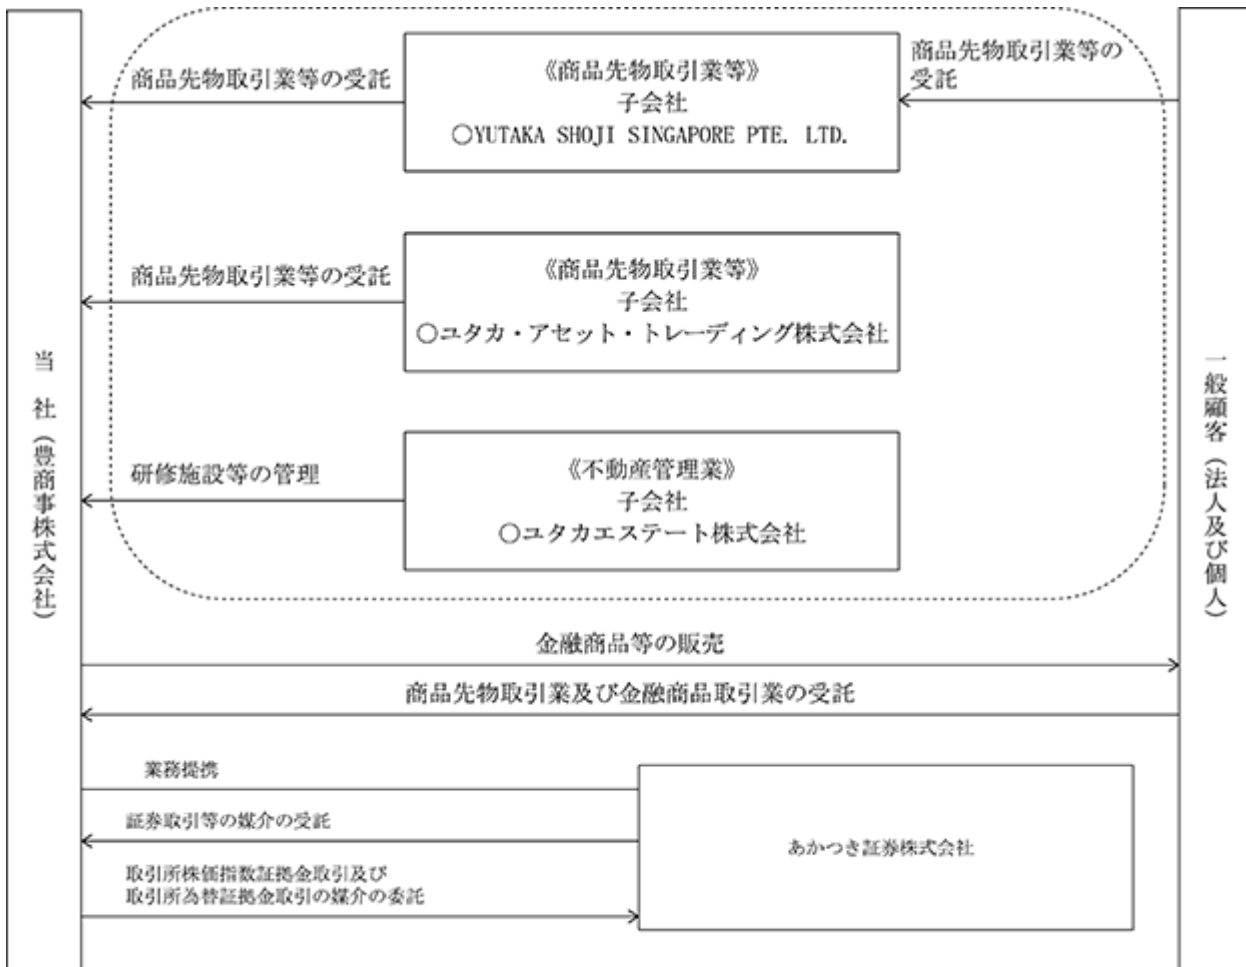 当　社（豊商事株式会社）
商品先物取引業等の受託
《商品先物取引業等》
子会社
○YUTAKA SHOJI SINGAPORE PTE. LTD.
商品先物取引業等の
受託
商品先物取引業等の受託
《商品先物取引業等》
子会社
○ユタカ・アセット・トレーディング株式会社
研修施設等の管理
《不動産管理業》
子会社
○ユタカエステート株式会社
一般顧客（法人及び個人）
金融商品等の販売
商品先物取引業及び金融商品取引業の受託
業務提携
証券取引等の媒介の受託
取引所株価指数証拠金取引及び
取引所為替証拠金取引の媒介の委託
あかつき証券株式会社